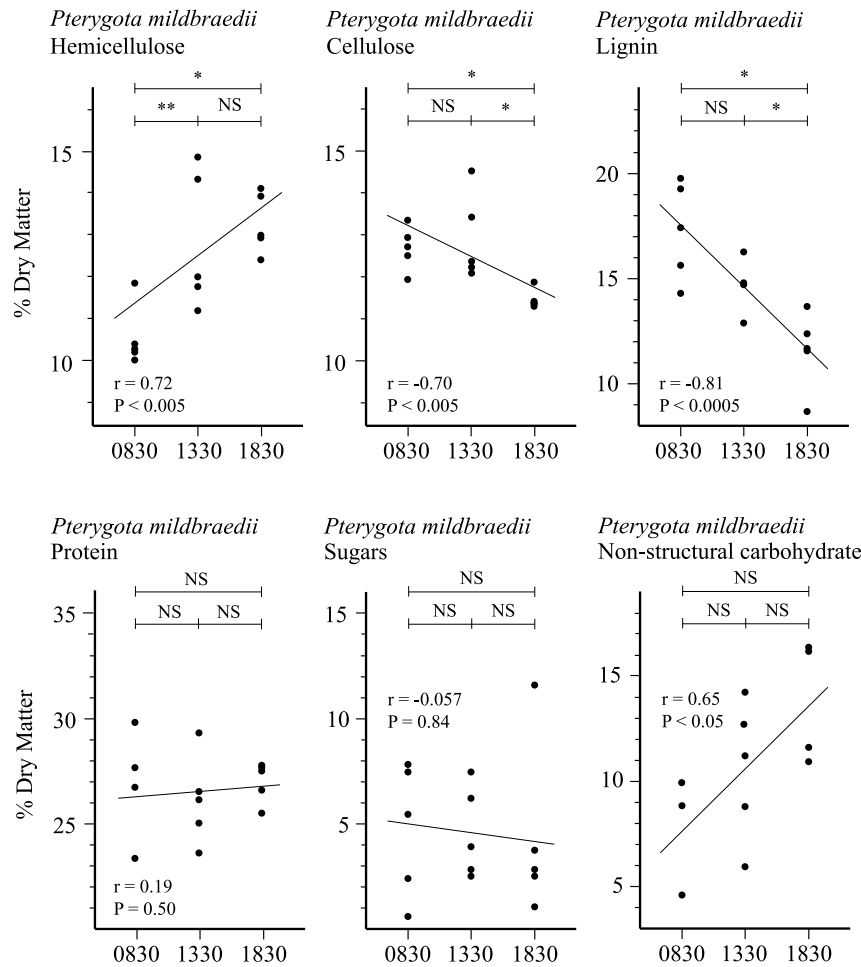 Pterygota mildbraedii
Hemicellulose
Pterygota mildbraedii
Cellulose
Pterygota mildbraedii
Lignin
*
** NS
*
NS *
*
NS *
% Dry Matter
15
10
r = 0.72
P < 0.005
0830 1330 1830
15
10
r = -0.70
P < 0.005
0830 1330 1830
20
15
10
r = -0.81
P < 0.0005
0830 1330 1830
Pterygota mildbraedii
Protein
Pterygota mildbraedii
Sugars
Pterygota mildbraedii
Non-structural carbohydrate
NS
NS NS
NS
NS NS
NS
NS NS
% Dry Matter
35
30
25
r = 0.19
P = 0.50
0830 1330 1830
15
10
5
r = -0.057
P = 0.84
0830 1330 1830
15
10
5
r = 0.65
P < 0.05
0830 1330 1830